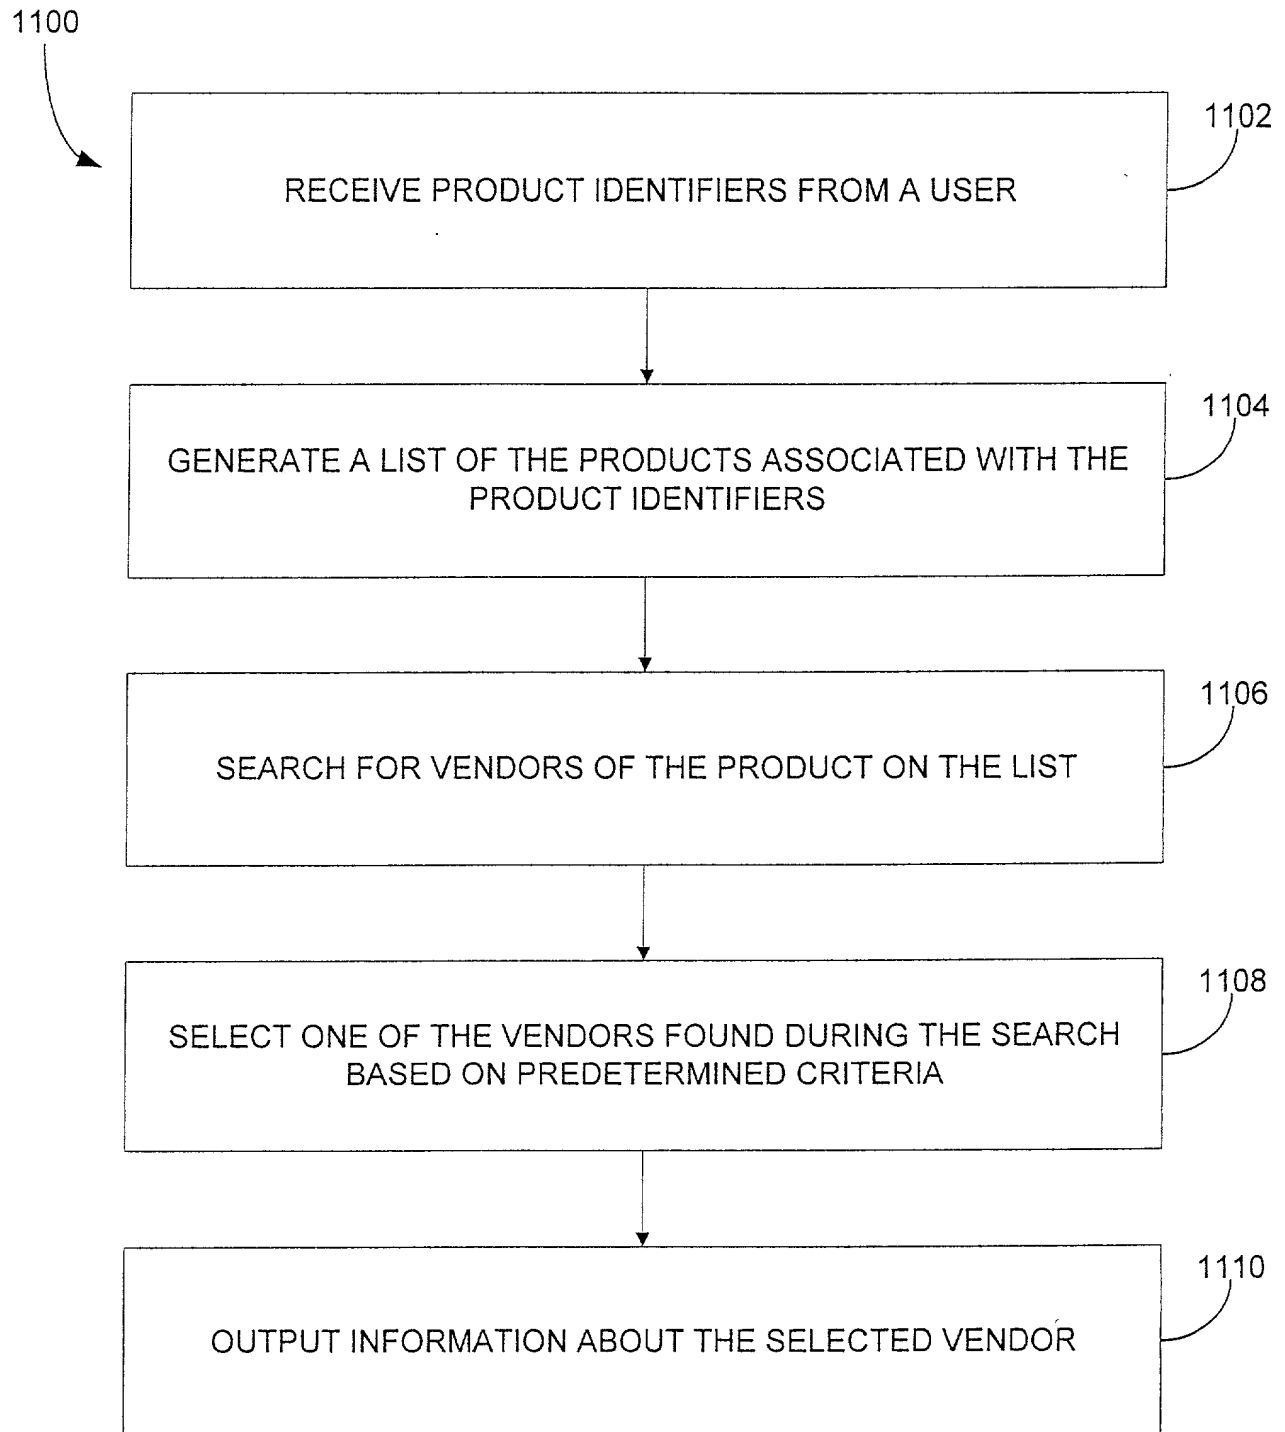 1100
1102
RECEIVE PRODUCT IDENTIFIERS FROM A USER
1104
GENERATE A LIST OF THE PRODUCTS ASSOCIATED WITH THE
PRODUCT IDENTIFIERS
1106
SEARCH FOR VENDORS OF THE PRODUCT ON THE LIST
1108
SELECT ONE OF THE VENDORS FOUND DURING THE SEARCH
BASED ON PREDETERMINED CRITERIA
1110
OUTPUT INFORMATION ABOUT THE SELECTED VENDOR